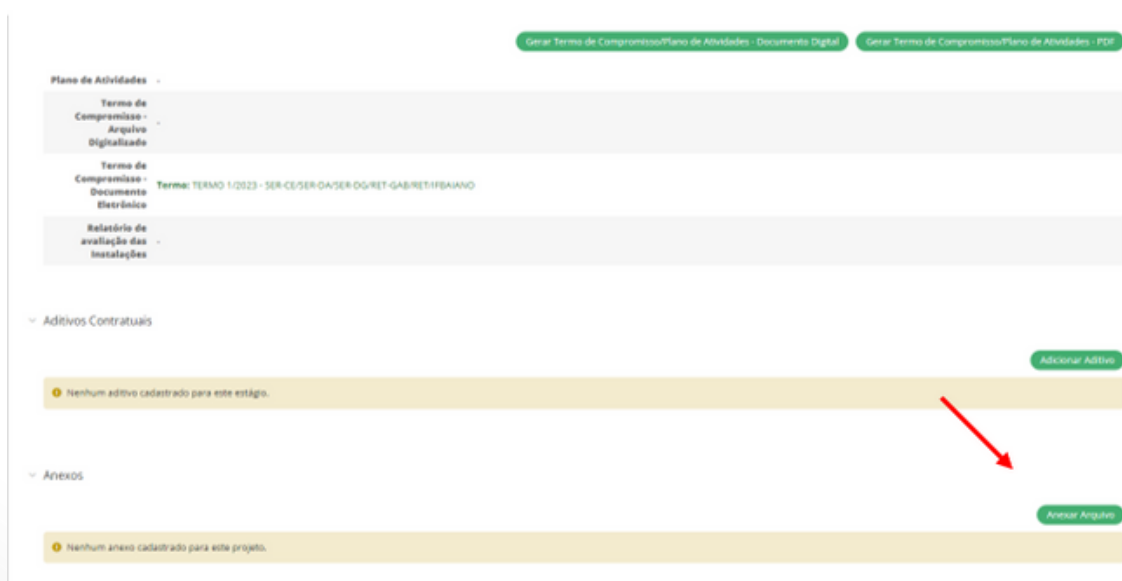 Gerar Termo de Compromisso/Plano de Atividades - Documento Digital
Gerar Termo de Compromisso/Plano de Atividades - PDF
Plano de Atividades -
Termo de
Compromisso -
Arquivo
Digitalizado
-
Termo de
Compromisso -
Documento
Eletrônico
Termo: TERMO 1/2023 - SER-CE/SER-DA/SER-DG/RET-GAB/RET/IFBAIANO
Relatório de
avaliação das
Instalações
-
Aditivos Contratuais
Adicionar Aditivo
Nenhum aditivo cadastrado para este estágio.
Anexos
Anexar Arquivo
Nenhum anexo cadastrado para este projeto.